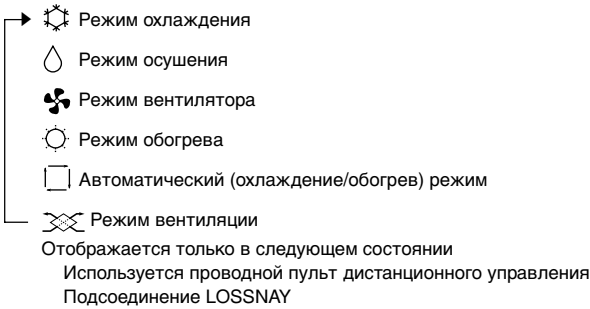 Режим охлаждения
Режим осушения
Режим вентилятора
Режим обогрева
Автоматический (охлаждение/обогрев) режим
Режим вентиляции
Отображается только в следующем состоянии
Используется проводной пульт дистанционного управления
Подсоединение LOSSNAY